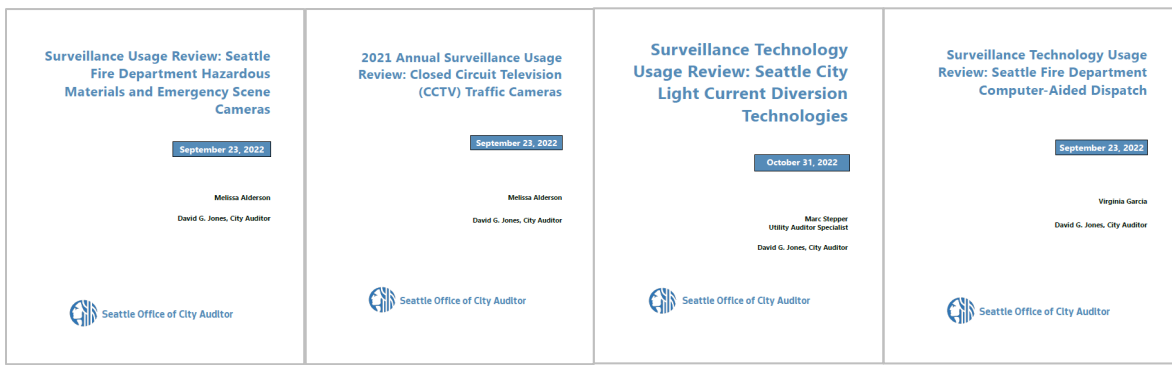 Surveillance Usage Review: Seattle
Fire Department Hazardous
Materials and Emergency Scene
Cameras
September 23, 2022
Melissa Alderson
David G. Jones, City Auditor
Seattle Office of City Auditor
2021 Annual Surveillance Usage
Review: Closed Circuit Television
(CCTV) Traffic Cameras
September 23, 2022
Melissa Alderson
David G. Jones, City Auditor
Seattle Office of City Auditor
Surveillance Technology
Usage Review: Seattle City
Light Current Diversion
Technologies
October 31, 2022
Marc Stepper
Utility Auditor Specialist
David G. Jones, City Auditor
Seattle Office of City Auditor
Surveillance Technology Usage
Review: Seattle Fire Department
Computer-Aided Dispatch
September 23, 2022
Virginia Garcia
David G. Jones, City Auditor
Seattle Office of City Auditor